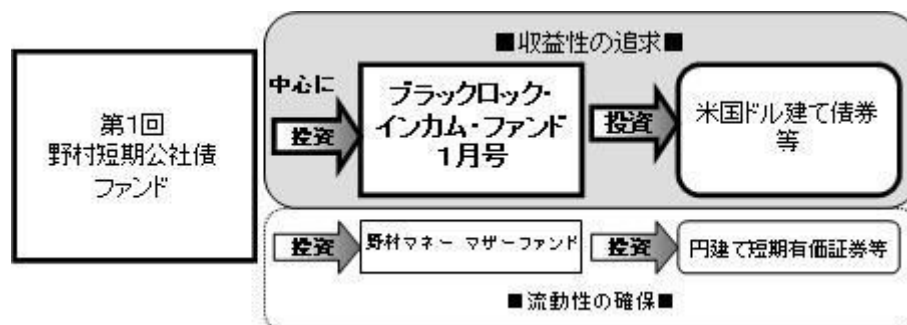 ■収益性の追求■
第1回
野村短期公社債
ファンド
中心に
投資
ブラックロック・
インカム・ファンド
1月号
投資
米国ドル建て債券
等
投資
野村マネー マザーファンド
投資
円建て短期有価証券等
■流動性の確保■